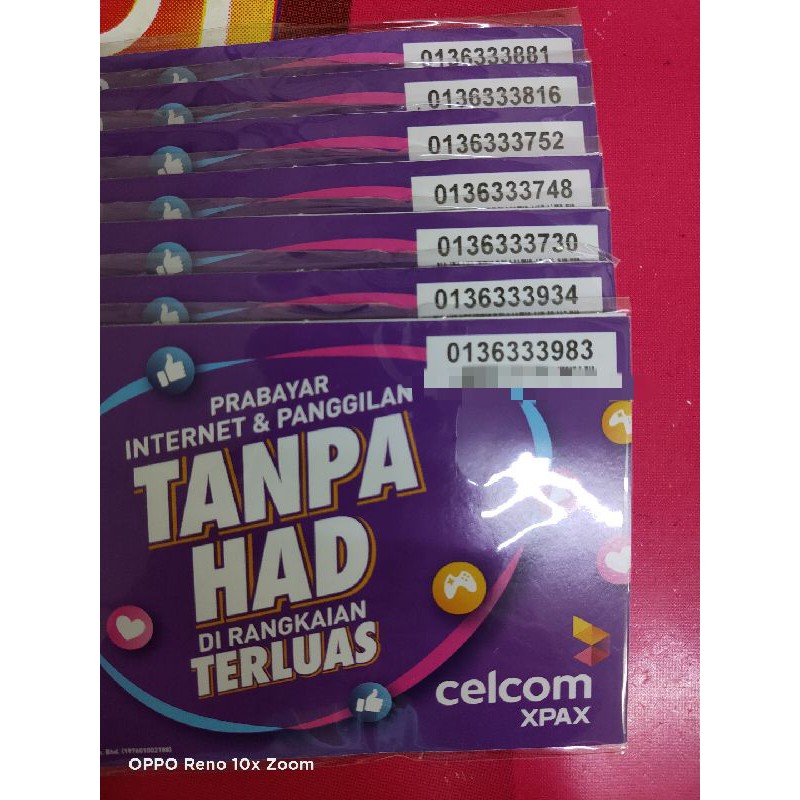 0136333881
0136333816
0136333752
0136333748
0136333730
0136333934
0136333983
PRABAYAR
INTERNET & PANGGILAN
TANPA
HAD
DI RANGKAIAN
TERLUAS
celcom
XPAX
OPPO Reno 10x Zoom